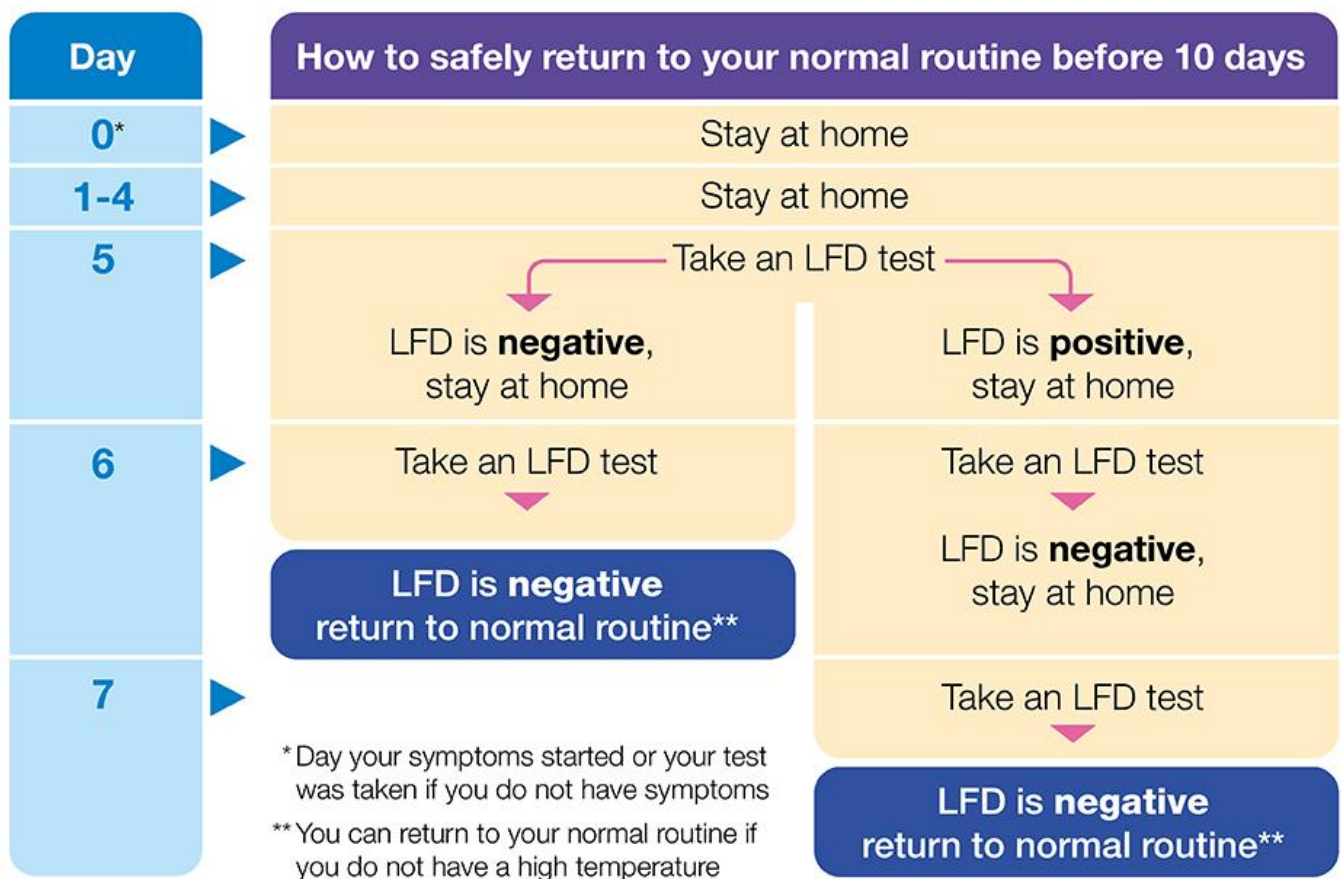 Day
How to safely return to your normal routine before 10 days
0*
Stay at home
1-4
Stay at home
5
Take an LFD test
LFD is negative,
stay at home
LFD is positive,
stay at home
6
Take an LFD test
LFD is negative
return to normal routine**
Take an LFD test
LFD is negative,
stay at home
7
Take an LFD test
LFD is negative
return to normal routine**
* Day your symptoms started or your test
was taken if you do not have symptoms
** You can return to your normal routine if
you do not have a high temperature